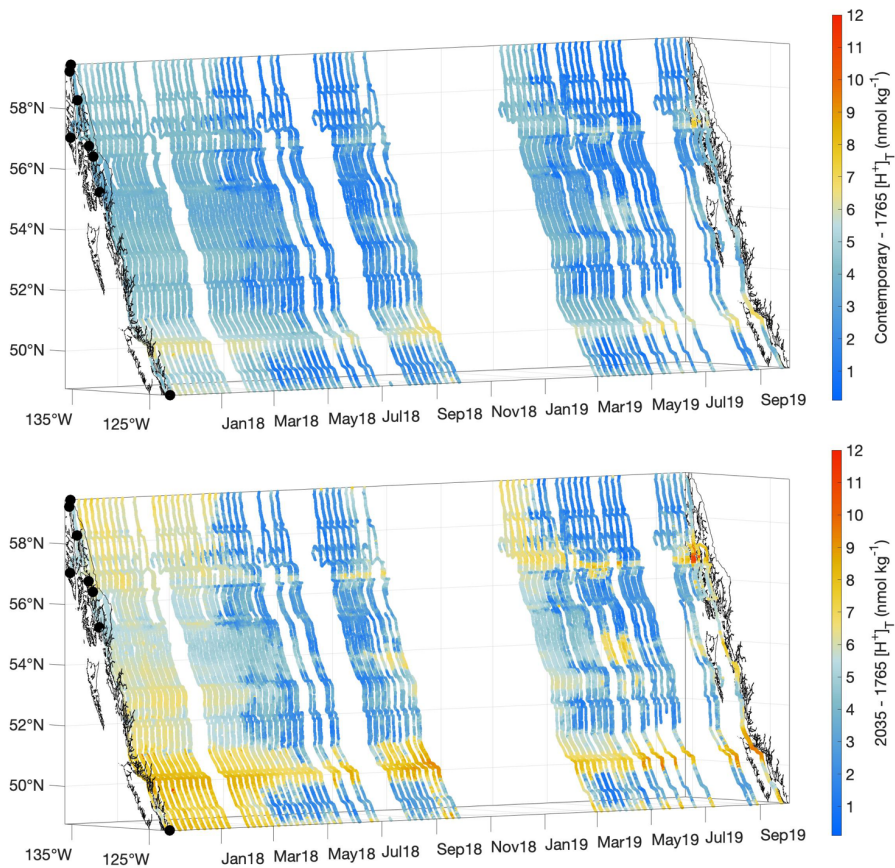 58°N
56°N
54°N
52°N
50°N
135°W
125°W
Jan18 Mar18 May18 Jul18 Sep18 Nov18 Jan19 Mar19 May19 Jul19 Sep19
12
11
10
9
8
7
6
5
4
3
2
1
Contemporary - 1765 [H⁺]T (nmol kg⁻¹)
58°N
56°N
54°N
52°N
50°N
135°W
125°W
Jan18 Mar18 May18 Jul18 Sep18 Nov18 Jan19 Mar19 May19 Jul19 Sep19
12
11
10
9
8
7
6
5
4
3
2
1
2035 - 1765 [H⁺]T (nmol kg⁻¹)